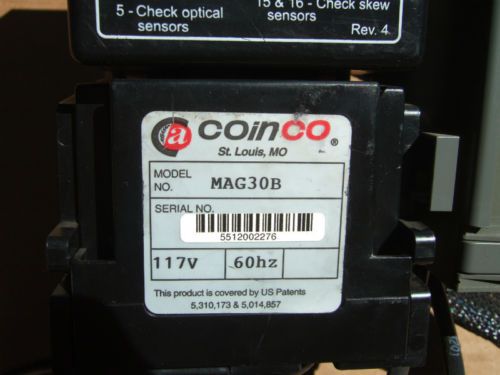 5 - Check optical
sensors
15 & 16 - Check skew
sensors
Rev. 4
a coinco ®
St. Louis, MO
MODEL
NO.
MAG30B
SERIAL NO.
5512002276
117V
60hz
This product is covered by US Patents
5,310,173 & 5,014,857